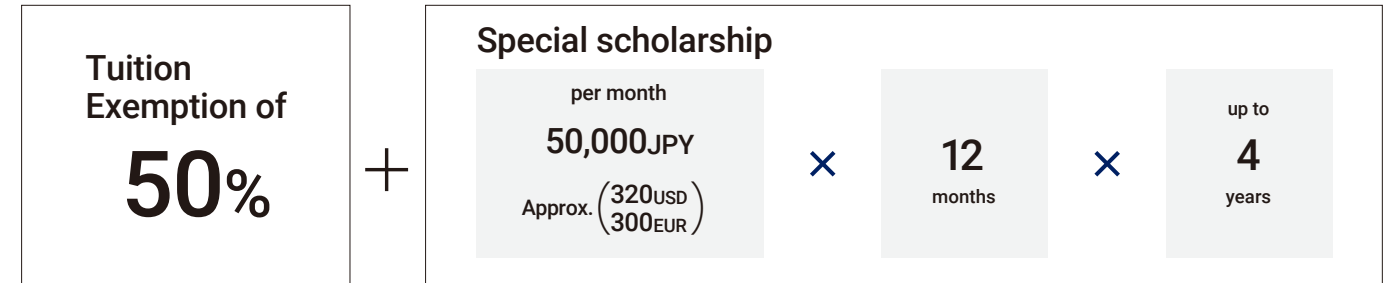 Tuition
Exemption of
50%
+
Special scholarship
per month
50,000JPY
Approx. (320USD
300EUR)
×
12
months
×
up to
4
years